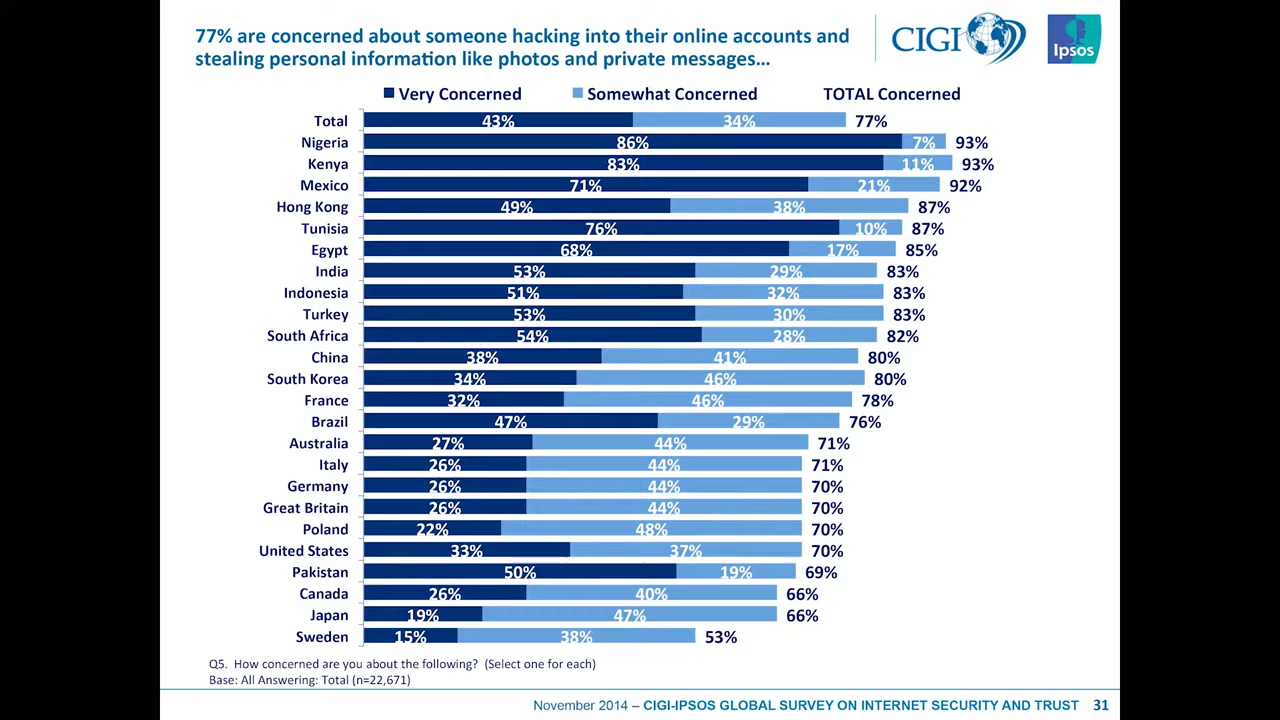 77% are concerned about someone hacking into their online accounts and
stealing personal information like photos and private messages…
CIGI
Ipsos
Very Concerned Somewhat Concerned TOTAL Concerned
Total 43% 34% 77%
Nigeria 86% 7% 93%
Kenya 83% 11% 93%
Mexico 71% 21% 92%
Hong Kong 49% 38% 87%
Tunisia 76% 10% 87%
Egypt 68% 17% 85%
India 53% 29% 83%
Indonesia 51% 32% 83%
Turkey 53% 30% 83%
South Africa 54% 28% 82%
China 38% 41% 80%
South Korea 34% 46% 80%
France 32% 46% 78%
Brazil 47% 29% 76%
Australia 27% 44% 71%
Italy 26% 44% 71%
Germany 26% 44% 70%
Great Britain 26% 44% 70%
Poland 22% 48% 70%
United States 33% 37% 70%
Pakistan 50% 19% 69%
Canada 26% 40% 66%
Japan 19% 47% 66%
Sweden 15% 38% 53%
Q5. How concerned are you about the following? (Select one for each)
Base: All Answering: Total (n=22,671)
November 2014 – CIGI-IPSOS GLOBAL SURVEY ON INTERNET SECURITY AND TRUST 31